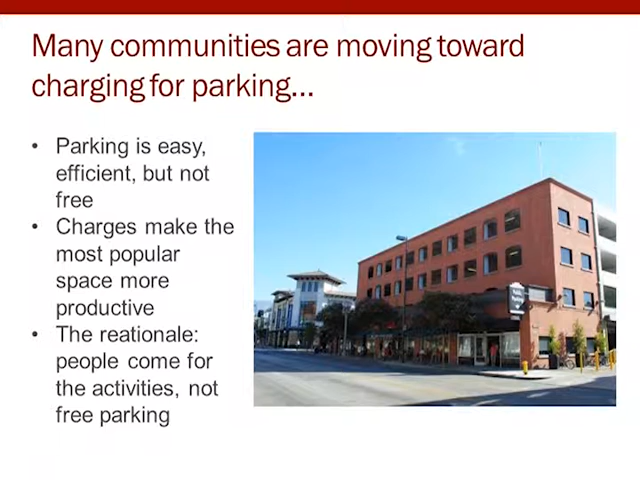 Many communities are moving toward
charging for parking...
• Parking is easy,
efficient, but not
free
• Charges make the
most popular
space more
productive
• The reationale:
people come for
the activities, not
free parking